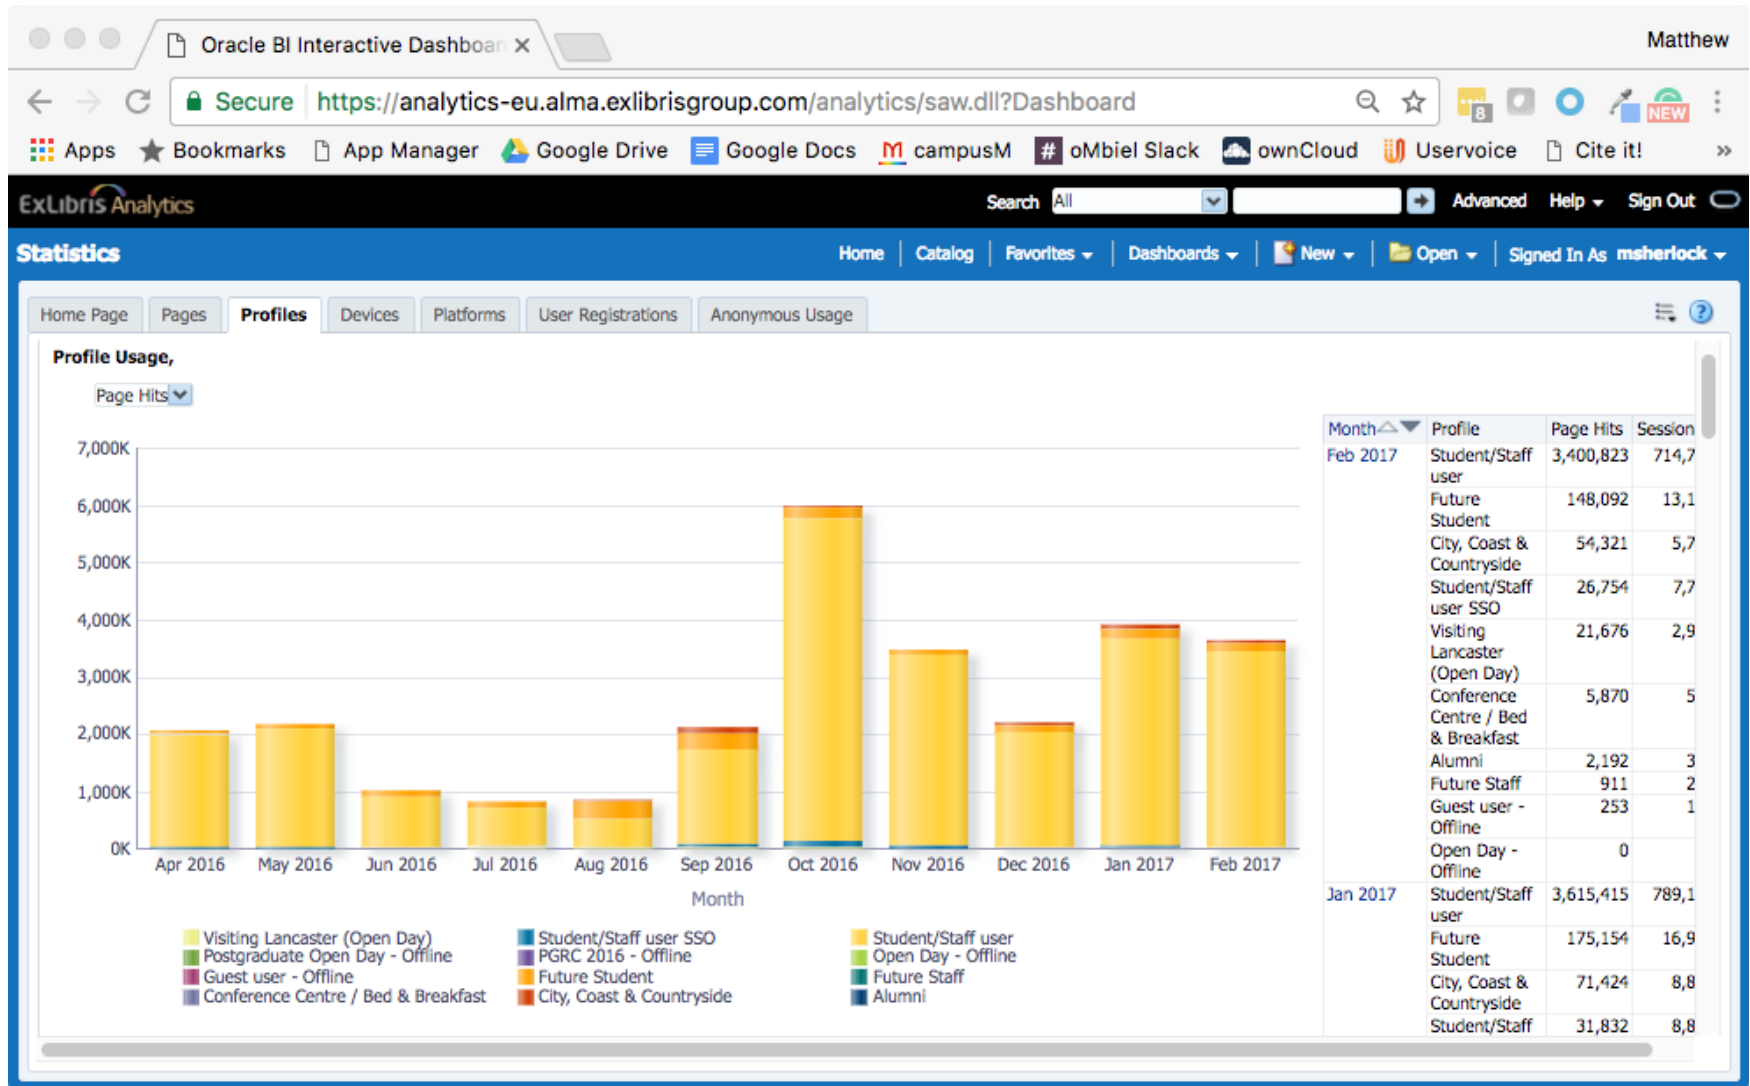 Oracle BI Interactive Dashboar
Matthew
Secure https://analytics-eu.alma.exlibrisgroup.com/analytics/saw.dll?Dashboard
8 NEW
Apps Bookmarks App Manager Google Drive Google Docs campusM oMbiel Slack ownCloud Uservoice Cite it! »
ExLibris Analytics Search All Advanced Help Sign Out
Statistics Home Catalog Favorites Dashboards New Open Signed In As msherlock
Home Page Pages Profiles Devices Platforms User Registrations Anonymous Usage
Profile Usage,
Page Hits
7,000K
6,000K
5,000K
4,000K
3,000K
2,000K
1,000K
0K
Apr 2016 May 2016 Jun 2016 Jul 2016 Aug 2016 Sep 2016 Oct 2016 Nov 2016 Dec 2016 Jan 2017 Feb 2017
Month
Visiting Lancaster (Open Day) Student/Staff user SSO Student/Staff user
Postgraduate Open Day - Offline PGRC 2016 - Offline Open Day - Offline
Guest user - Offline Future Student Future Staff
Conference Centre / Bed & Breakfast City, Coast & Countryside Alumni
Month Profile Page Hits Session
Feb 2017 Student/Staff 3,400,823 714,7
user
Future 148,092 13,1
Student
City, Coast & 54,321 5,7
Countryside
Student/Staff 26,754 7,7
user SSO
Visiting 21,676 2,9
Lancaster
(Open Day)
Conference 5,870 5
Centre / Bed
& Breakfast
Alumni 2,192 3
Future Staff 911 2
Guest user - 253 1
Offline
Open Day - 0
Offline
Jan 2017 Student/Staff 3,615,415 789,1
user
Future 175,154 16,9
Student
City, Coast & 71,424 8,8
Countryside
Student/Staff 31,832 8,8